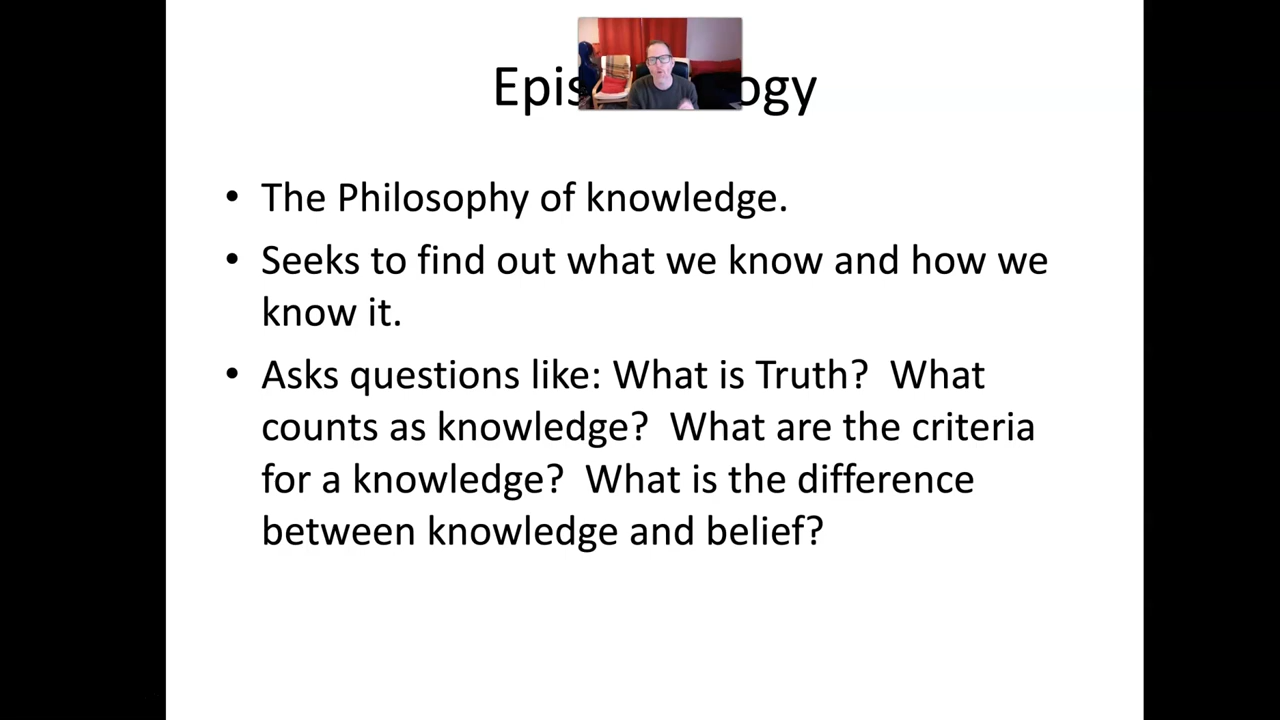 Epis ogy
• The Philosophy of knowledge.
• Seeks to find out what we know and how we
know it.
• Asks questions like: What is Truth?  What
counts as knowledge?  What are the criteria
for a knowledge?  What is the difference
between knowledge and belief?